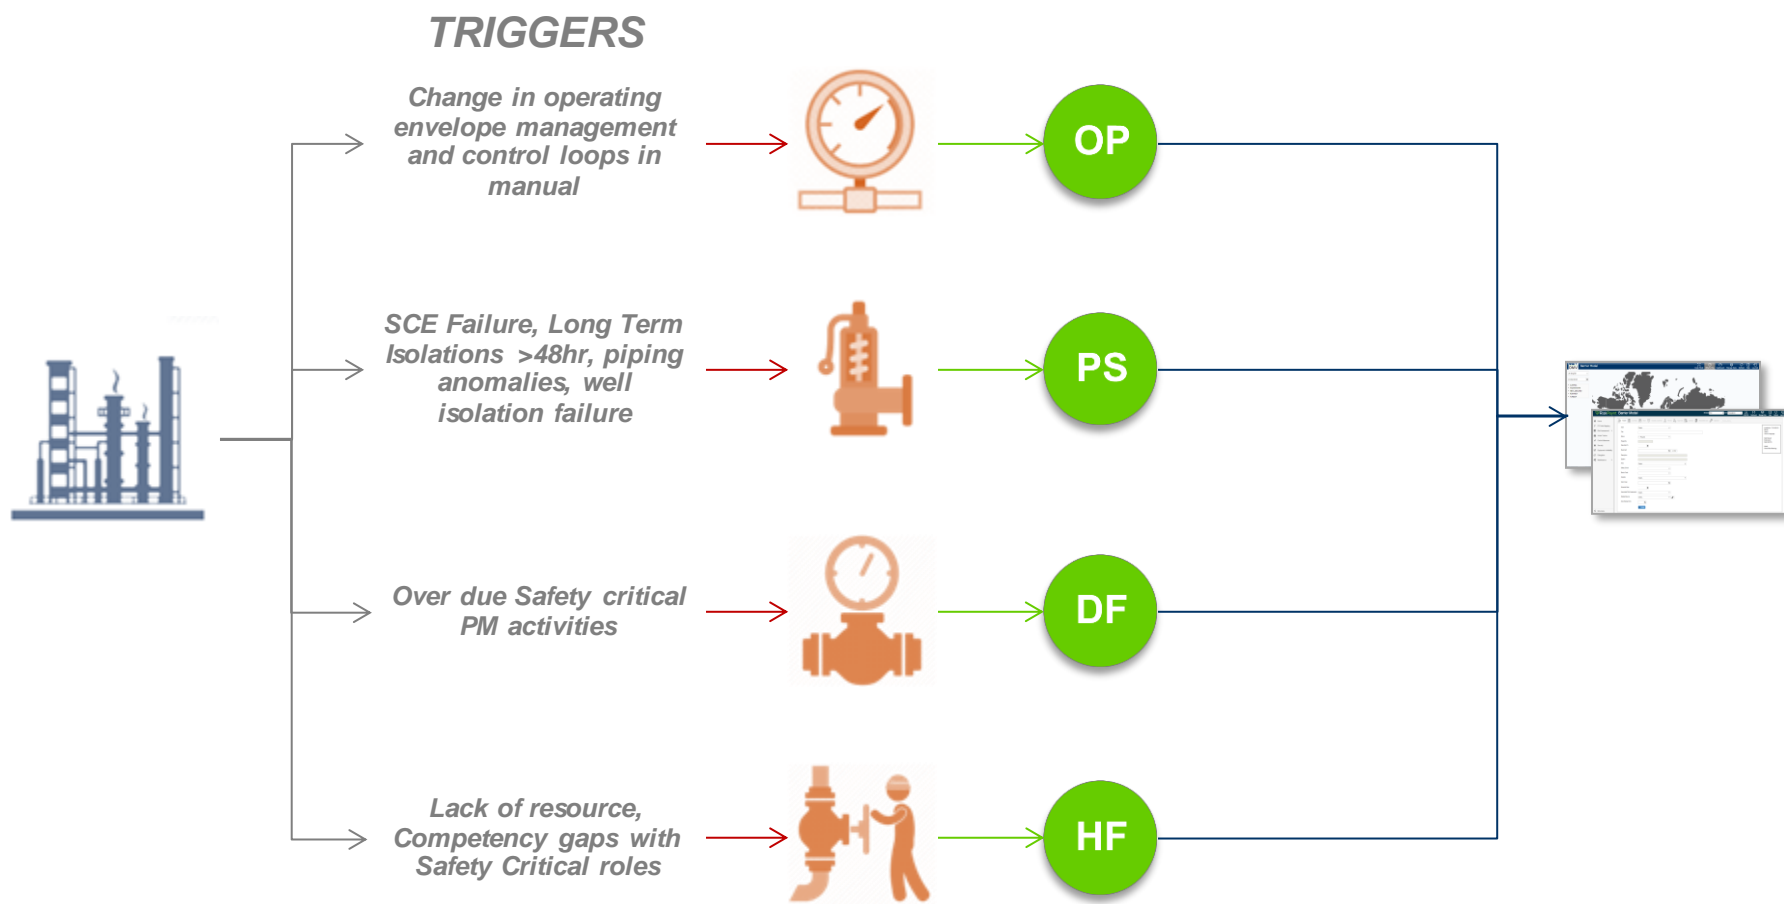 TRIGGERS
Change in operating
envelope management
and control loops in
manual
OP
SCE Failure, Long Term
Isolations >48hr, piping
anomalies, well
isolation failure
PS
Over due Safety critical
PM activities
DF
Lack of resource,
Competency gaps with
Safety Critical roles
HF